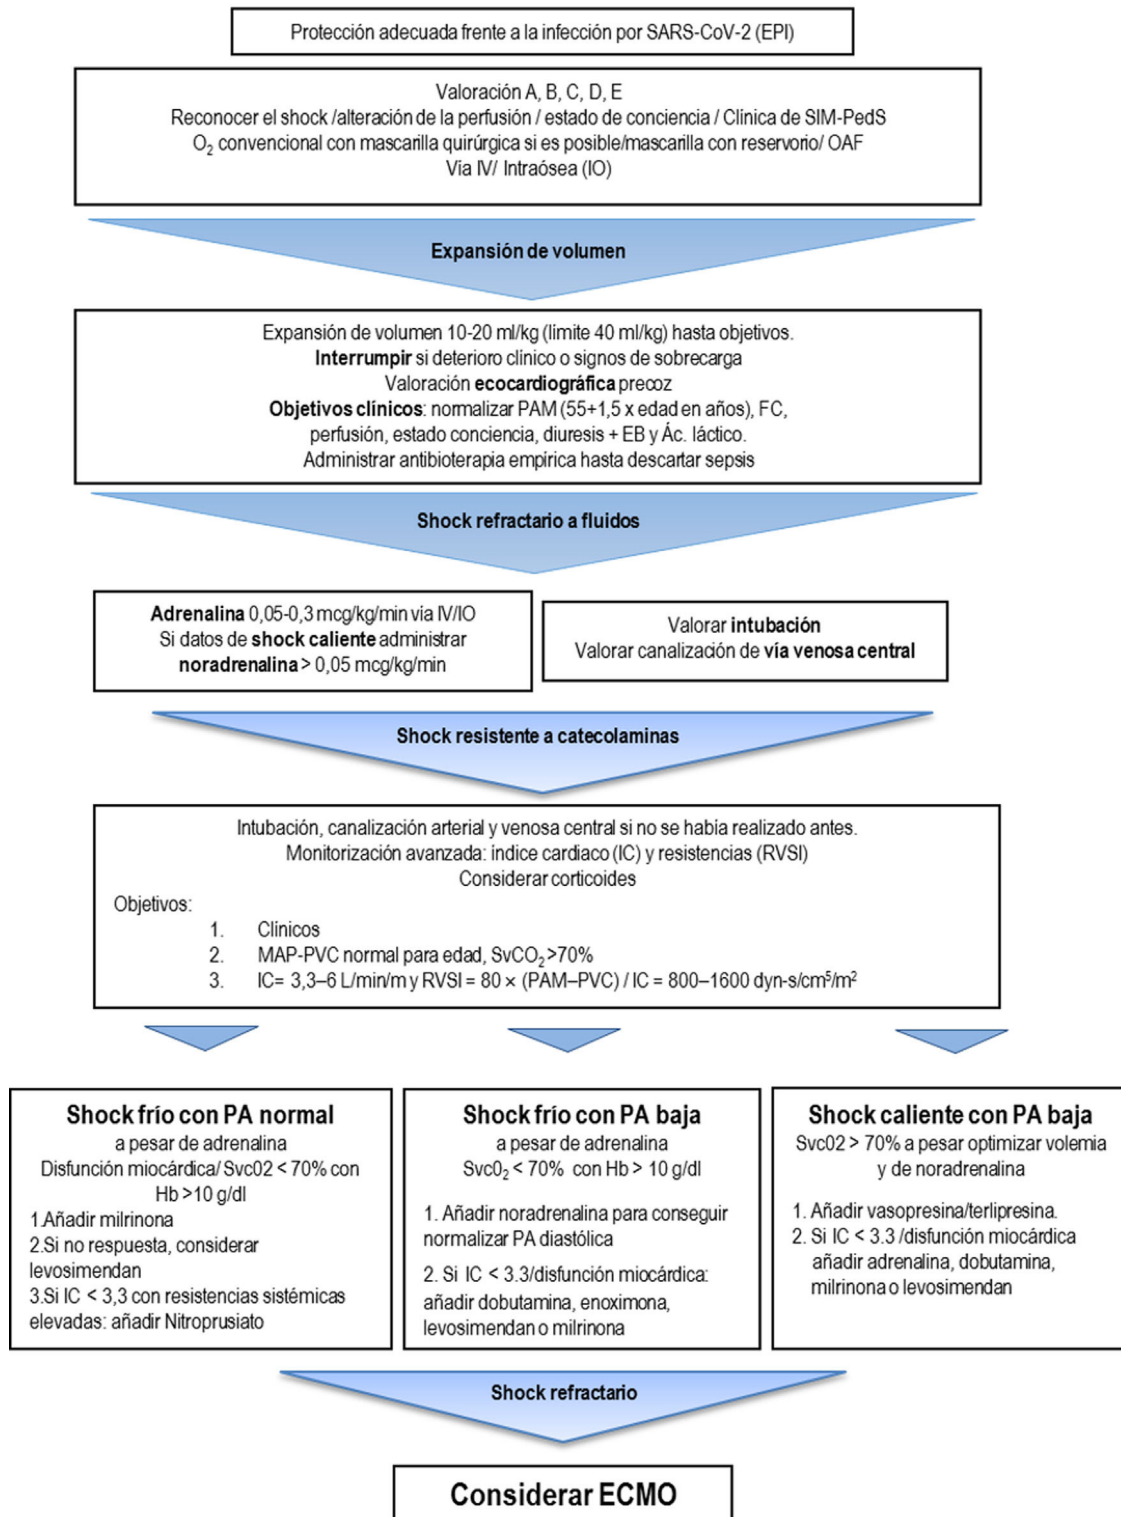 Protección adecuada frente a la infección por SARS-CoV-2 (EPI)
Valoración A, B, C, D, E
Reconocer el shock /alteración de la perfusión / estado de conciencia / Clínica de SIM-PedS
O2 convencional con mascarilla quirúrgica si es posible/mascarilla con reservorio/ OAF
Vía IV/ Intraósea (IO)
Expansión de volumen
Expansión de volumen 10-20 ml/kg (limite 40 ml/kg) hasta objetivos.
Interrumpir si deterioro clínico o signos de sobrecarga
Valoración ecocardiográfica precoz
Objetivos clínicos: normalizar PAM (55+1,5 x edad en años), FC,
perfusión, estado conciencia, diuresis + EB y Ác. láctico.
Administrar antibioterapia empírica hasta descartar sepsis
Shock refractario a fluidos
Adrenalina 0,05-0,3 mcg/kg/min vía IV/IO
Si datos de shock caliente administrar
noradrenalina > 0,05 mcg/kg/min
Valorar intubación
Valorar canalización de vía venosa central
Shock resistente a catecolaminas
Intubación, canalización arterial y venosa central si no se había realizado antes.
Monitorización avanzada: índice cardiaco (IC) y resistencias (RVSI)
Considerar corticoides
Objetivos:
1. Clínicos
2. MAP-PVC normal para edad, SvCO2 >70%
3. IC= 3,3–6 L/min/m y RVSI = 80 × (PAM–PVC) / IC = 800–1600 dyn-s/cm⁵/m²
Shock frío con PA normal
a pesar de adrenalina
Disfunción miocárdica/ Svc02 < 70% con
Hb >10 g/dl
1.Añadir milrinona
2.Si no respuesta, considerar
levosimendan
3.Si IC < 3,3 con resistencias sistémicas
elevadas: añadir Nitroprusiato
Shock frío con PA baja
a pesar de adrenalina
Svc02 < 70% con Hb > 10 g/dl
1. Añadir noradrenalina para conseguir
normalizar PA diastólica
2. Si IC < 3.3/disfunción miocárdica:
añadir dobutamina, enoximona,
levosimendan o milrinona
Shock caliente con PA baja
Svc02 > 70% a pesar optimizar volemia
y de noradrenalina
1. Añadir vasopresina/terlipresina.
2. Si IC < 3.3 /disfunción miocárdica
añadir adrenalina, dobutamina,
milrinona o levosimendan
Shock refractario
Considerar ECMO